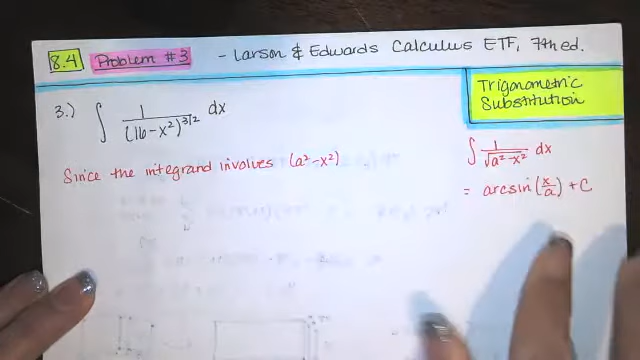 8.4 Problem #3 - Larson & Edwards Calculus ETF, 7th ed.
Trigonometric
Substitution
3.) ∫ 1/(16-x²)^3/2 dx
Since the integrand involves (a²-x²)
∫ 1/√a²-x² dx
= arcsin(x/a) + C